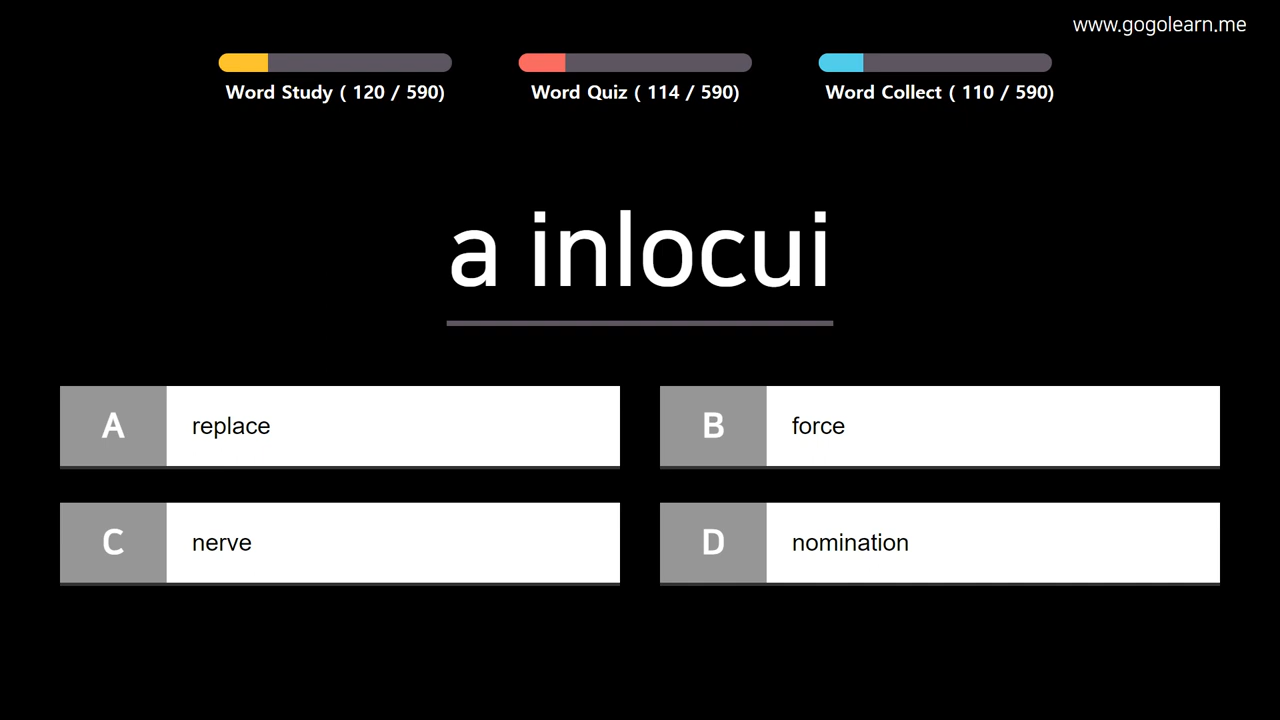 www.gogolearn.me
Word Study ( 120 / 590)
Word Quiz ( 114 / 590)
Word Collect ( 110 / 590)
a inlocui
A replace
B force
C nerve
D nomination